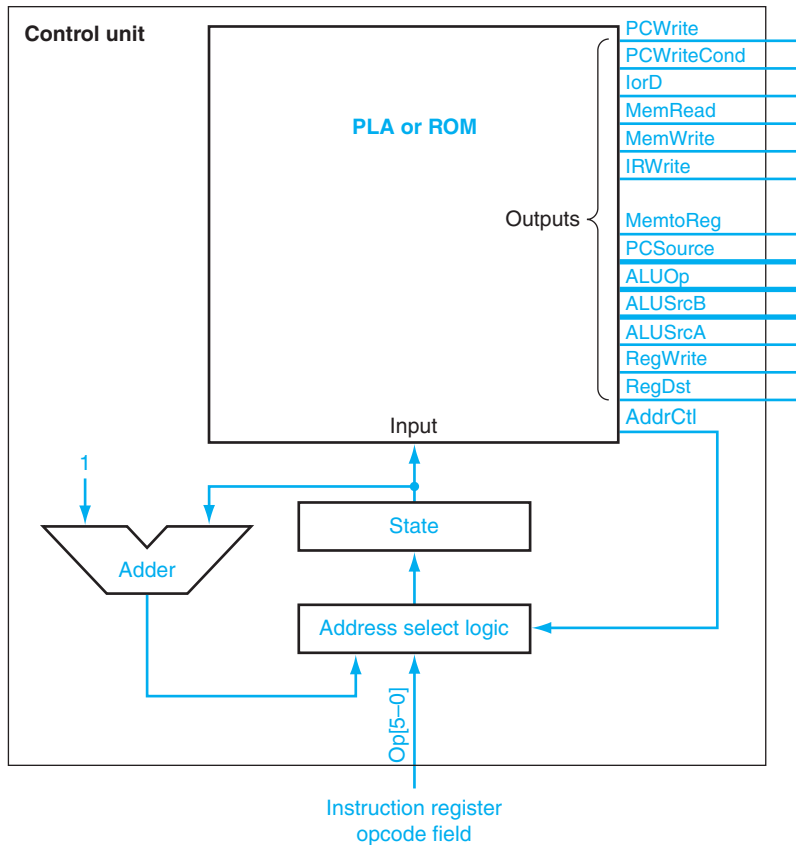 Control unit
PLA or ROM
Outputs
PCWrite
PCWriteCond
IorD
MemRead
MemWrite
IRWrite
MemtoReg
PCSource
ALUOp
ALUSrcB
ALUSrcA
RegWrite
RegDst
AddrCtl
Input
1
State
Adder
Address select logic
Op[5–0]
Instruction register
opcode field